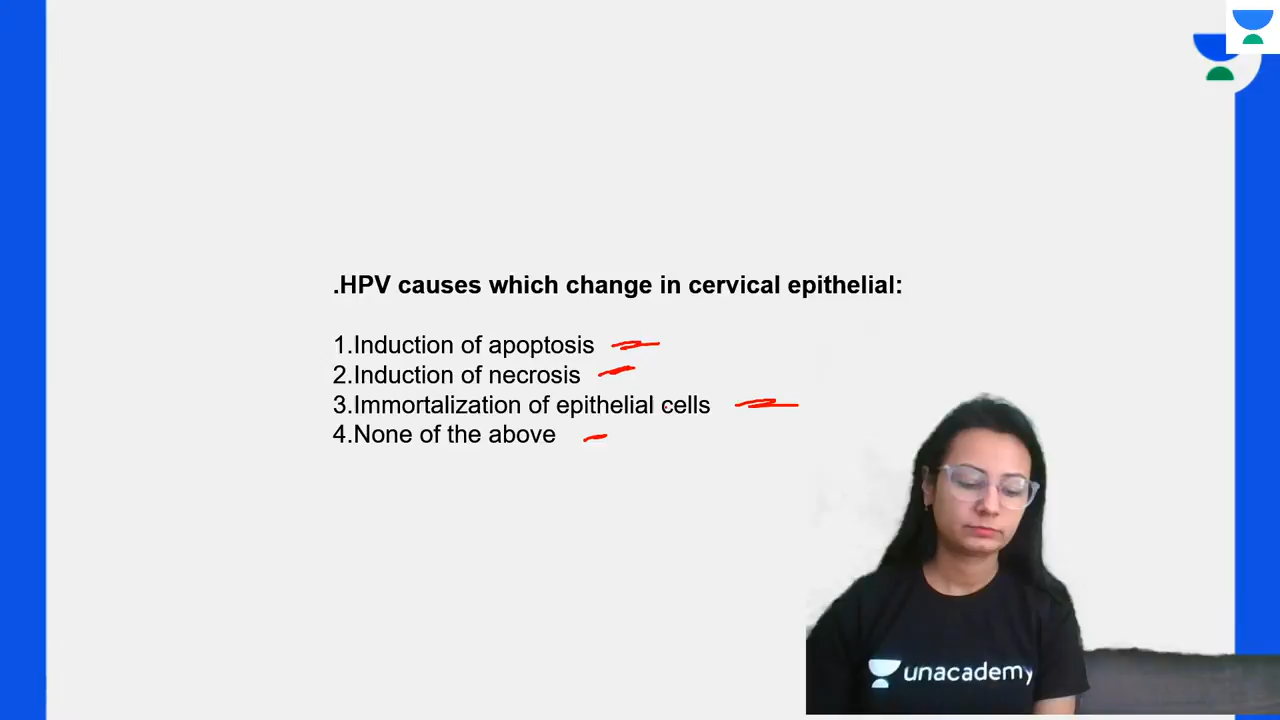 .HPV causes which change in cervical epithelial:
1.Induction of apoptosis
2.Induction of necrosis
3.Immortalization of epithelial cells
4.None of the above
unacademy